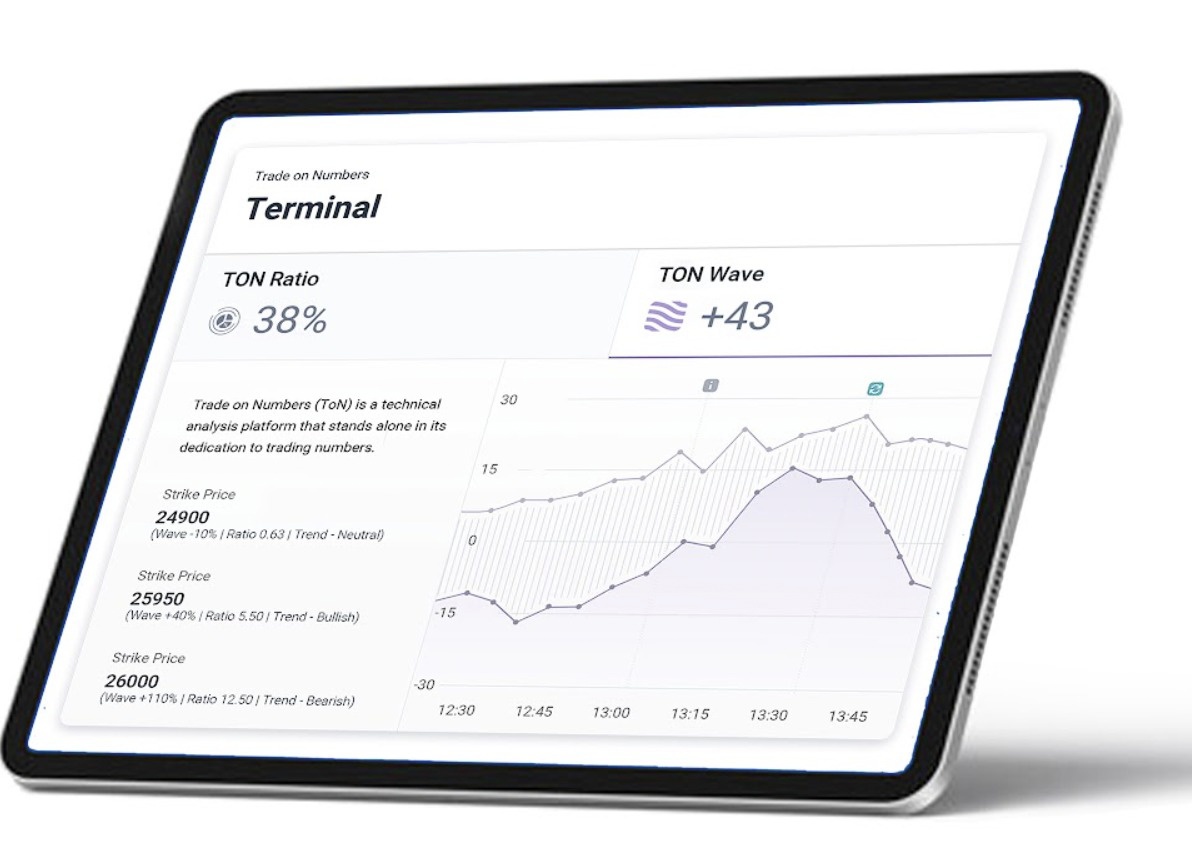 Trade on Numbers
Terminal
TON Ratio
38%
TON Wave
+43
Trade on Numbers (ToN) is a technical
analysis platform that stands alone in its
dedication to trading numbers.
Strike Price
24900
(Wave -10% | Ratio 0.63 | Trend - Neutral)
Strike Price
25950
(Wave +40% | Ratio 5.50 | Trend - Bullish)
Strike Price
26000
(Wave +110% | Ratio 12.50 | Trend - Bearish)
30
15
0
-15
-30
12:30 12:45 13:00 13:15 13:30 13:45